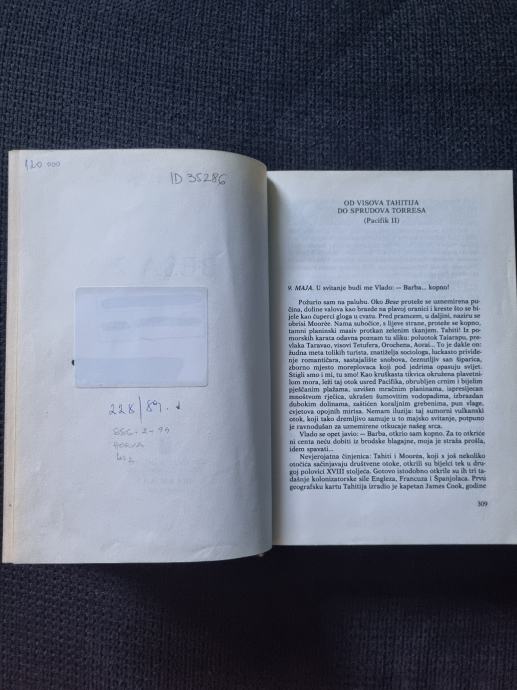 120 000
ID 35286
228/89.
OD VISOVA TAHITIJA
DO SPRUDOVA TORRESA
(Pacifik II)
9. MAJA. U svitanje budi me Vlado: — Barba... kopno!
Požurio sam na palubu. Oko Bese proteže se uznemirena pu-
čina, doline valova kao brazde na plavoj oranici i kreste što se bi-
jele kao čuperci gloga u cvatu. Pred pramcem, u daljini, naziru se
obrisi Moorèe. Nama subočice, s lijeve strane, proteže se kopno,
tamni planinski masiv protkan zelenim tkanjem. Tahiti! Iz po-
morskih karata odavna poznam tu sliku: poluotok Taiarapu, pre-
vlaka Taravao, visovi Tetufera, Orochena, Aorai... To je dakle on:
žudna meta tolikih turista, znatiželja sociologa, luckasto priviđe-
nje romantičara, sastajalište snobova, čeznutljiv san šiparica,
zborno mjesto moreplovaca koji pod jedrima opasuju svijet.
Stigli smo i mi, tu smo! Kao kruškasta tikvica okružena plavetni-
lom mora, leži taj otok usred Pacifika, obrubljen crnim i bijelim
pješčanim plažama, uzvišen mračnim planinama, ispresijecan
mnoštvom rječica, ukrašen šumovitim vodopadima, izbrazdan
dubokim dolinama, zaštićen koraljnim grebenima, pun vlage,
cvjetova opojnih mirisa. Nemam iluzija: taj sumorni vulkanski
otok, koji tako dremljivo samuje u to majsko svitanje, potpuno
je ravnodušan za uznemirene otkucaje našeg srca.
Vlado se opet javio: — Barba, otkrio sam kopno. Za to otkriće
ni centa neću dobiti iz brodske blagajne, moja je straža prošla,
idem spavati...
Nevjerojatna činjenica: Tahiti i Moorèa, koji s još nekoliko
otočića sačinjavaju društvene otoke, otkrili su bijelci tek u dru-
goj polovici XVIII stoljeća. Gotovo istodobno otkrile su ih tri ta-
dašnje kolonizatorske sile Engleza, Francuza i Španjolaca. Prvu
geografsku kartu Tahitija izradio je kapetan James Cook, godine
309